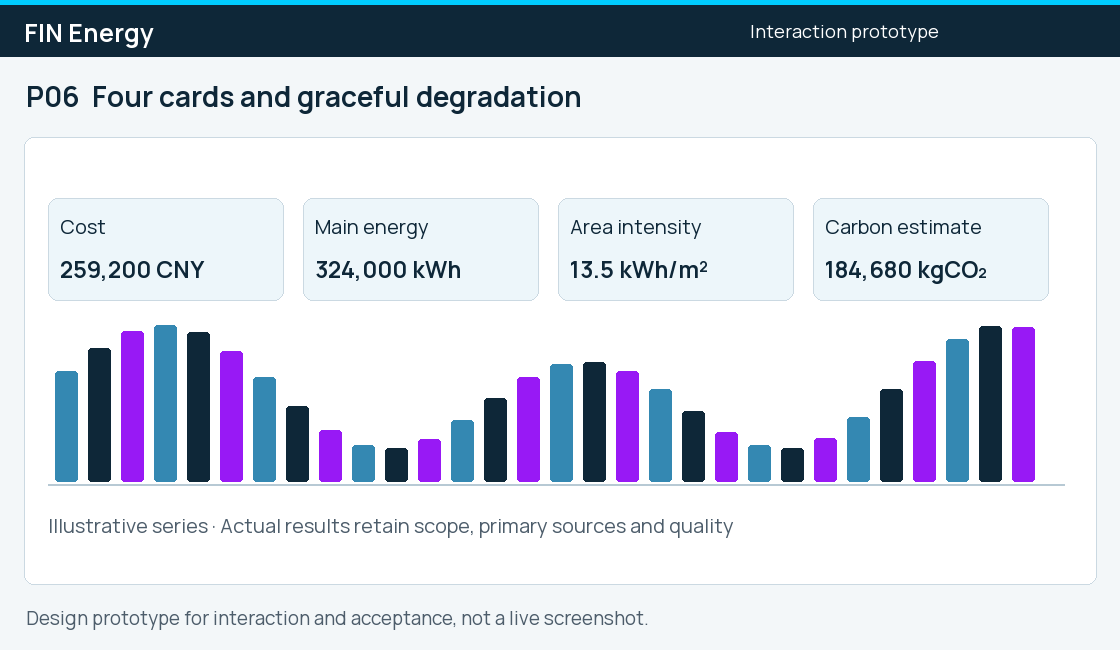 FIN Energy
Interaction prototype
P06 Four cards and graceful degradation
Cost
259,200 CNY
Main energy
324,000 kWh
Area intensity
13.5 kWh/m²
Carbon estimate
184,680 kgCO₂
Illustrative series · Actual results retain scope, primary sources and quality
Design prototype for interaction and acceptance, not a live screenshot.